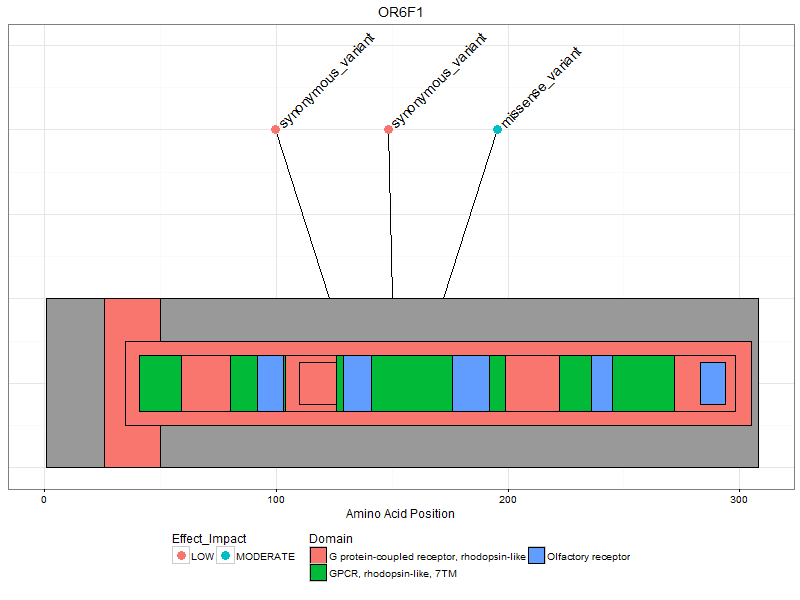 OR6F1
synonymous_variant
synonymous_variant
missense_variant
0
100
200
300
Amino Acid Position
Effect_Impact
LOW
MODERATE
Domain
G protein-coupled receptor, rhodopsin-like
Olfactory receptor
GPCR, rhodopsin-like, 7TM